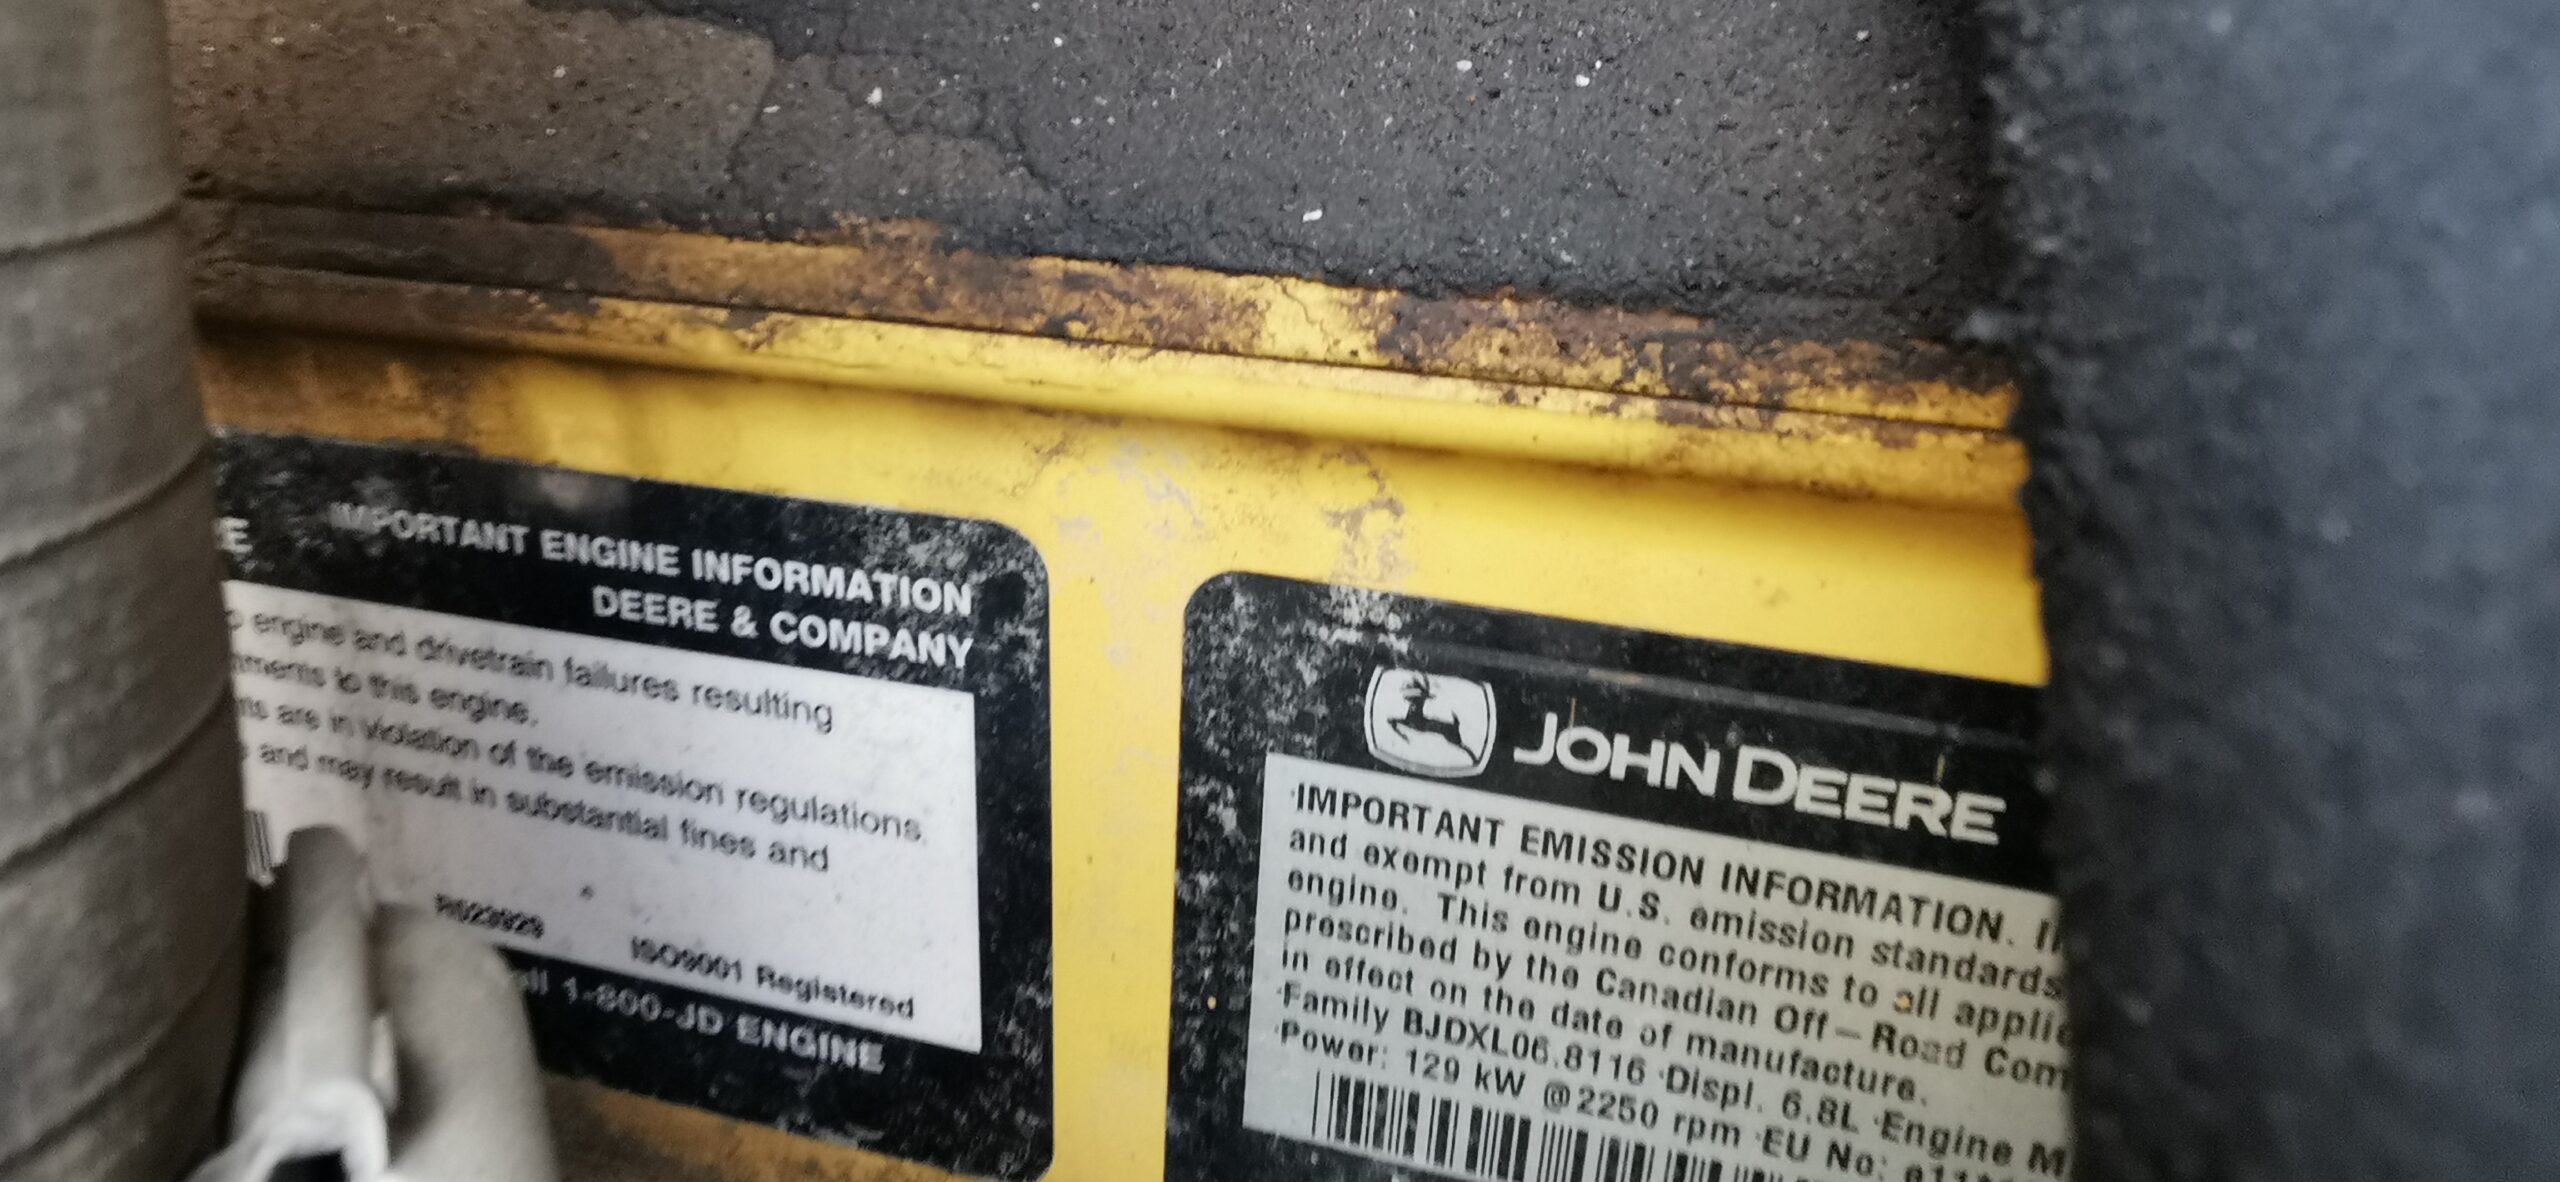 IMPORTANT ENGINE INFORMATION
DEERE & COMPANY
engine and drivetrain failures resulting
to this engine.
are in violation of the emission regulations,
and may result in substantial fines and
R523929
ISO9001 Registered
1-800-JD ENGINE
JOHN DEERE
·IMPORTANT EMISSION INFORMATION.
and exempt from U.S. emission standards
engine. This engine conforms to all
prescribed by the Canadian Off-Road
in effect on the date of manufacture.
·Family BJDXL06.8116 ·Displ. 6.8L ·Engine
·Power: 129 kW @2250 rpm ·EU No: